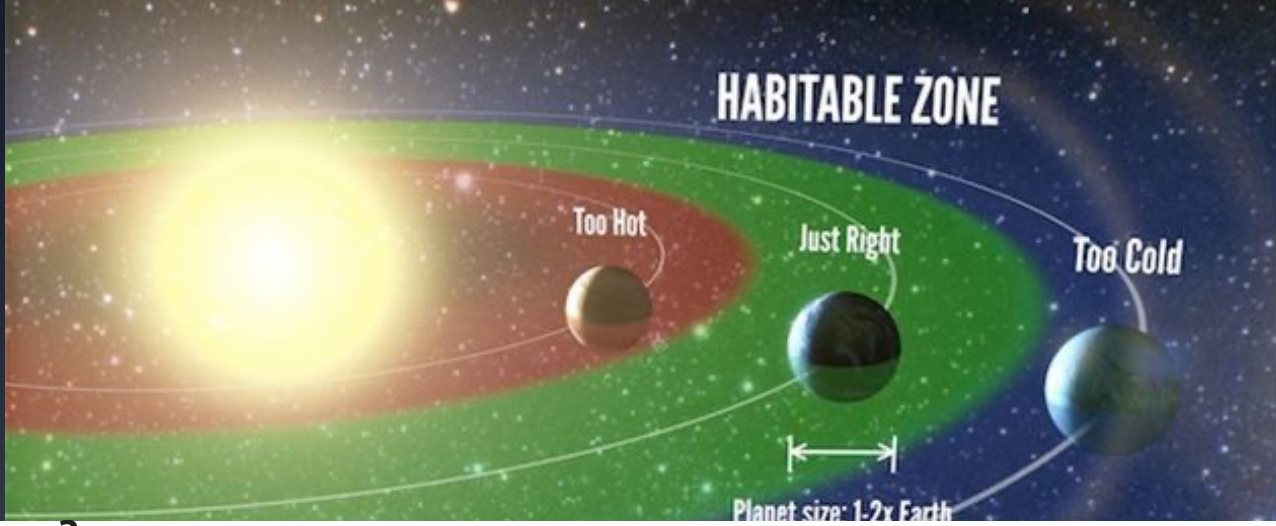 HABITABLE ZONE
Too Hot
Just Right
Too Cold
Planet size: 1-2x Earth